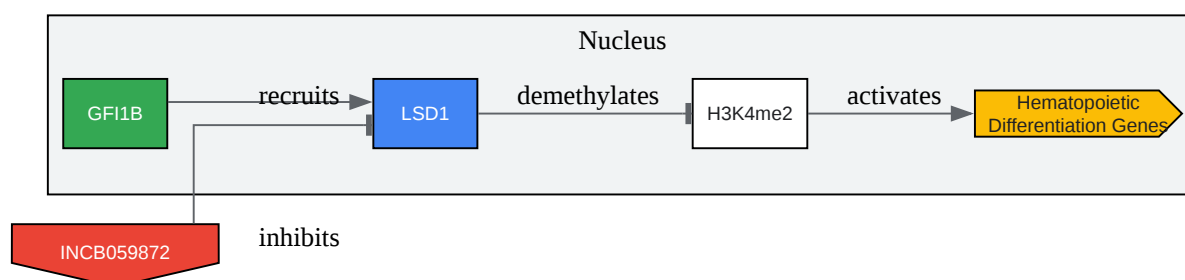 Nucleus
GFI1B
recruits
LSD1
demethylates
H3K4me2
activates
Hematopoietic
Differentiation Genes
INCB059872
inhibits